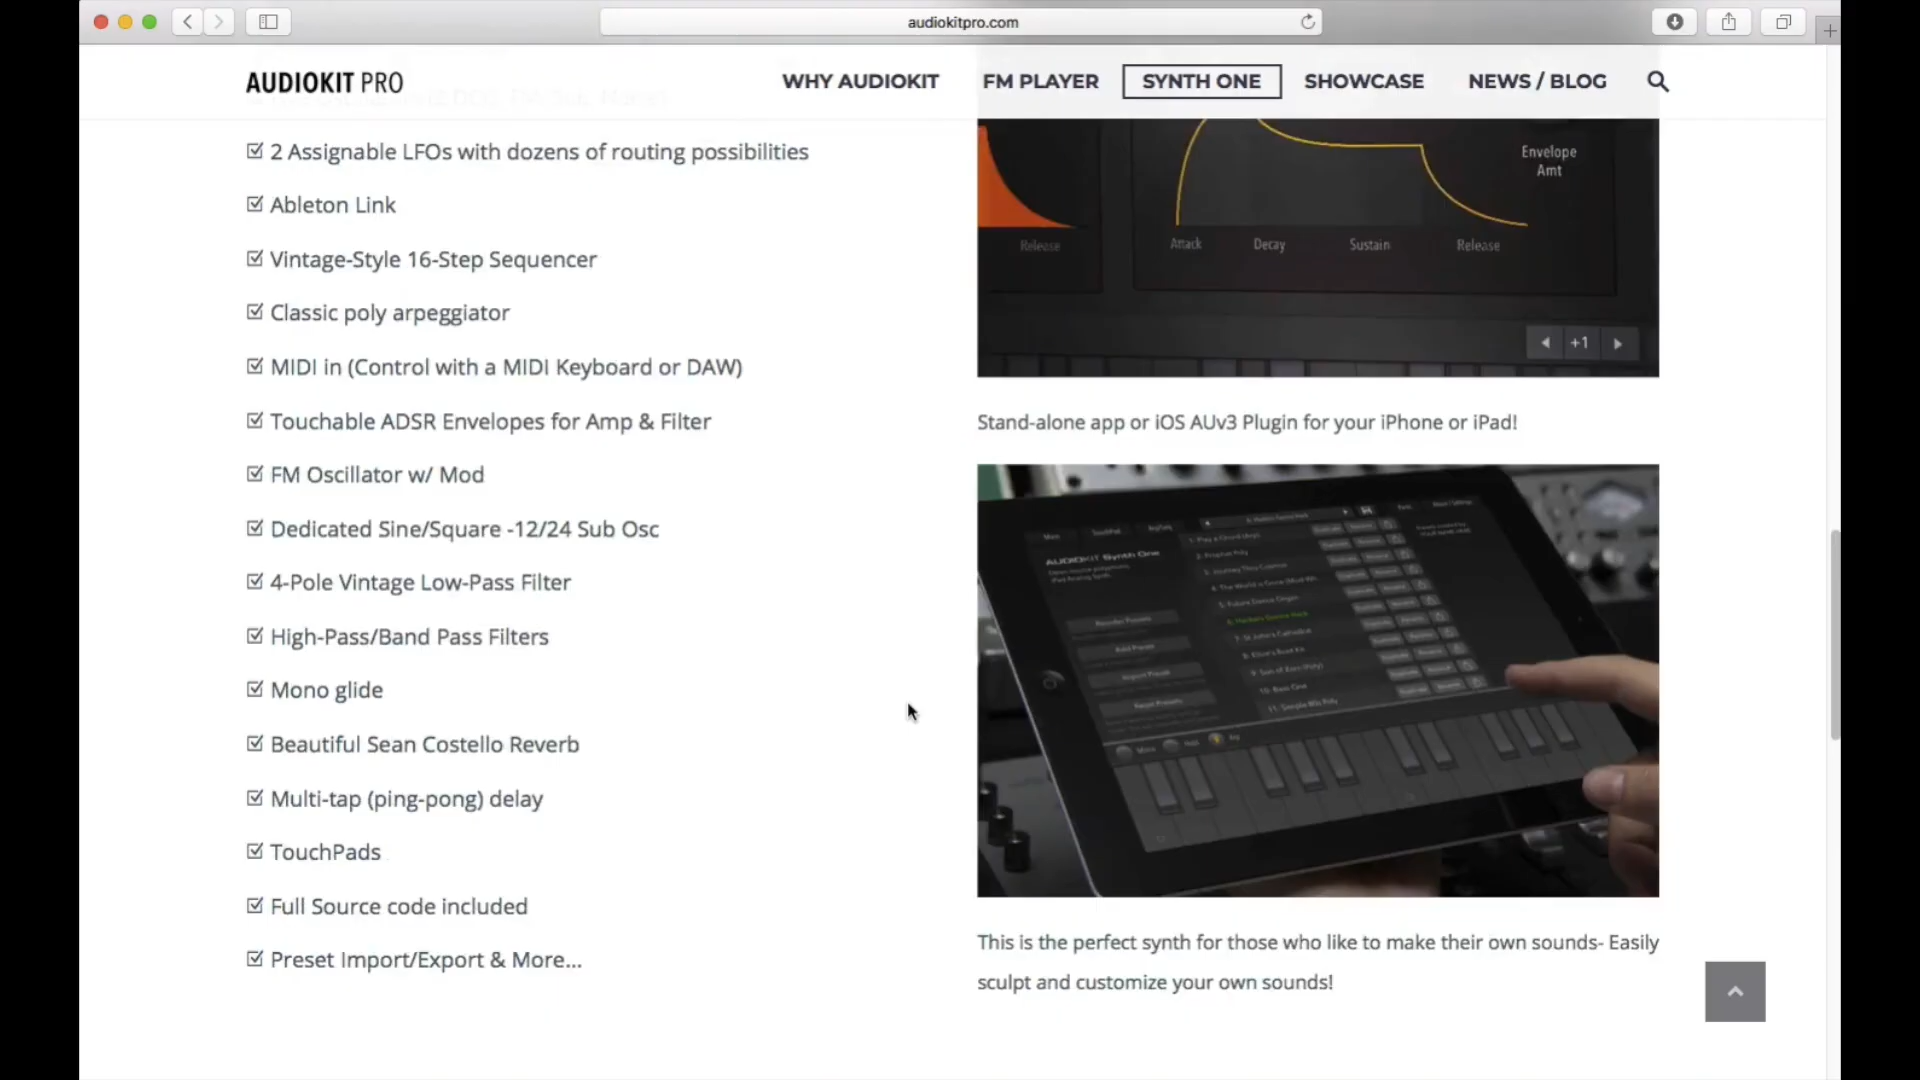 audiokitpro.com
AUDIOKIT PRO
WHY AUDIOKIT
FM PLAYER
SYNTH ONE
SHOWCASE
NEWS / BLOG
2 Assignable LFOs with dozens of routing possibilities
Ableton Link
Vintage-Style 16-Step Sequencer
Classic poly arpeggiator
MIDI in (Control with a MIDI Keyboard or DAW)
Touchable ADSR Envelopes for Amp & Filter
FM Oscillator w/ Mod
Dedicated Sine/Square -12/24 Sub Osc
4-Pole Vintage Low-Pass Filter
High-Pass/Band Pass Filters
Mono glide
Beautiful Sean Costello Reverb
Multi-tap (ping-pong) delay
TouchPads
Full Source code included
Preset Import/Export & More...
Envelope
Amt
Release
Attack
Decay
Sustain
Release
+1
Stand-alone app or iOS AUv3 Plugin for your iPhone or iPad!
AUDIOKIT Synth One
This is the perfect synth for those who like to make their own sounds- Easily
sculpt and customize your own sounds!